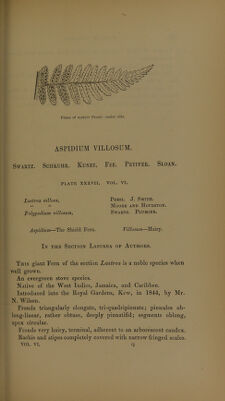 Pinna of mature Frond—under side.
ASPIDIUM VILLOSUM.
Swartz. Schkuhr. Kunze. Fee. Petiver. Sloan.
PLATE XXXVII. VOL. VI.
Lastrea villosa, Presl. J. Smith.
" " Moore and Houlston.
Polypodium villosum, Swartz. Petiver.
Aspidium—The Shield Fern. Villosum—Hairy.
In the Section Lastrea of Authors.
This giant Fern of the section Lastrea is a noble species when
well grown.
An evergreen stove species.
Native of the West Indies, Jamaica, and Caribbee.
Introduced into the Royal Gardens, Kew, in 1844, by Mr.
N. Wilson.
Fronds triangularly elongate, tri-quadripinnate; pinnules ob-
long-linear, rather obtuse, deeply pinnatifid; segments oblong,
apex circular.
Fronds very hairy, terminal, adherent to an arborescent caudex.
Rachis and stipes completely covered with narrow fringed scales.
VOL. VI.